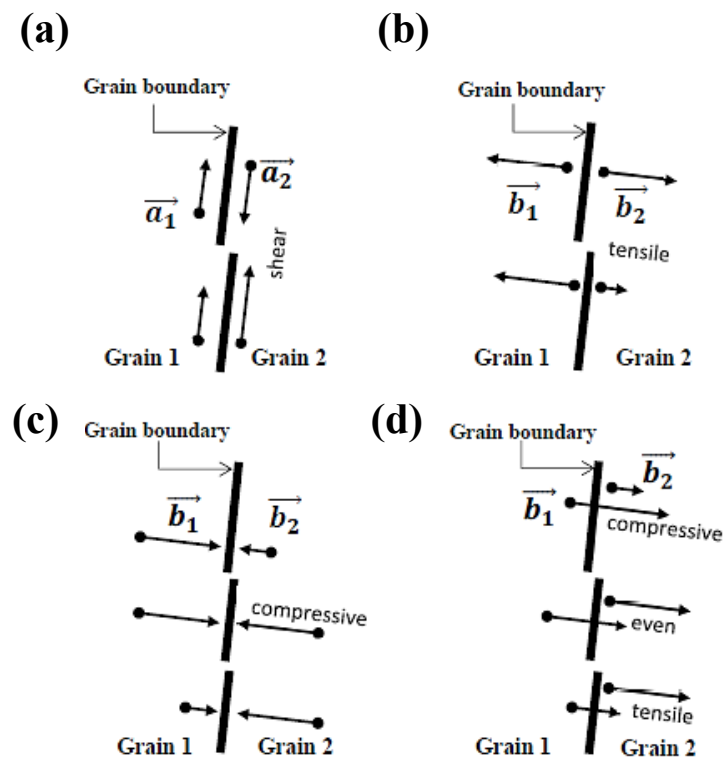 (a)
Grain boundary
a₁
a₂
shear
Grain 1
Grain 2
(b)
Grain boundary
b₁
b₂
tensile
Grain 1
Grain 2
(c)
Grain boundary
b₁
b₂
compressive
Grain 1
Grain 2
(d)
Grain boundary
b₂
b₁
compressive
even
tensile
Grain 1
Grain 2